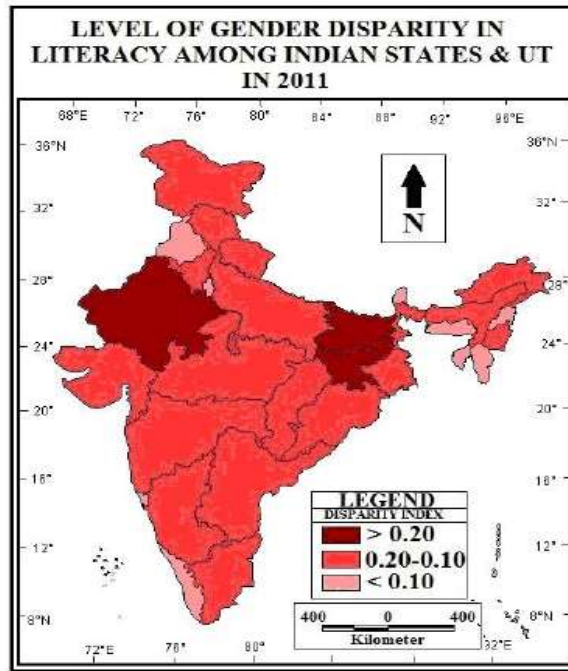 LEVEL OF GENDER DISPARITY IN
LITERACY AMONG INDIAN STATES & UT
IN 2011
68°E 72° 76° 80° 84° 88° 92° 96°E
36°N 36°N
32° 32°
N
28° 28°
24° 24°
20° 20°
16° 16°
LEGEND
DISPARITY INDEX
> 0.20
12° 0.20-0.10 12°
< 0.10
400 0 400
8°N 8°N
Kilometer
72°E 76° 80° 92°E